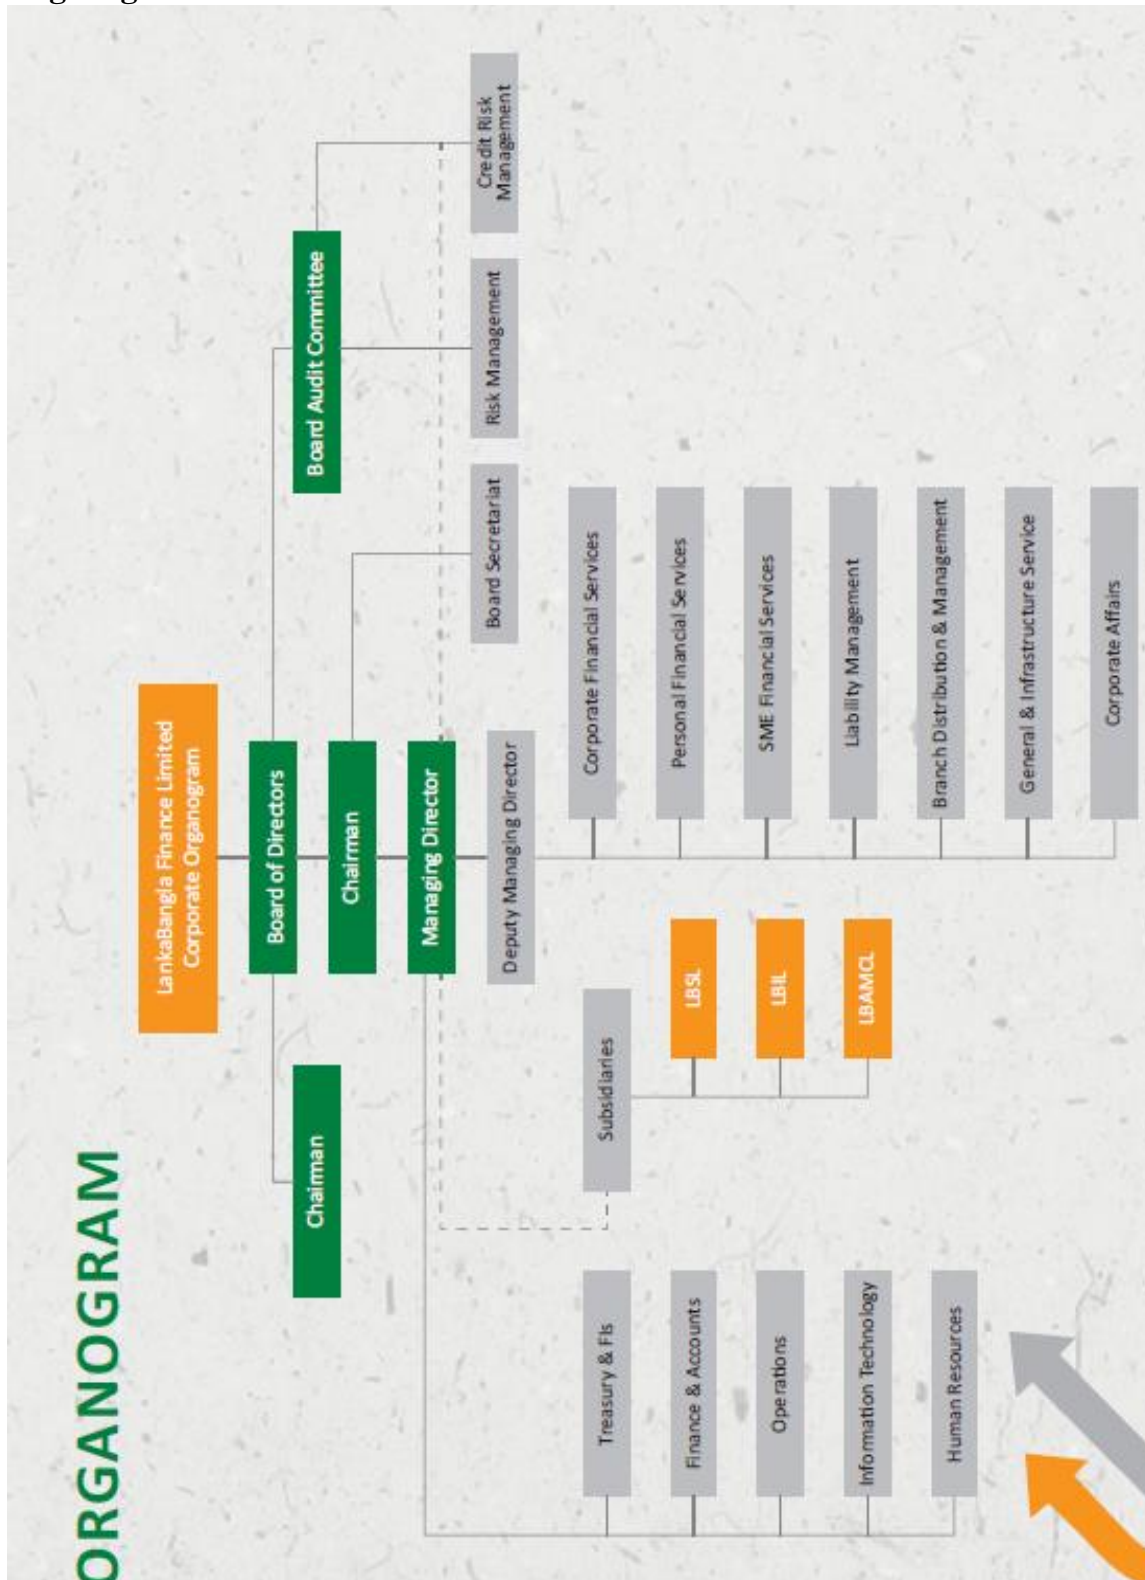 ORGANOGRAM
LankaBangla Finance Limited
Corporate Organogram
Board of Directors
Chairman
Board Audit Committee
Chairman
Managing Director
Deputy Managing Director
Board Secretariat
Risk Management
Credit Risk
Management
Treasury & FIs
Finance & Accounts
Operations
Information Technology
Human Resources
Subsidiaries
LBSL
LBIL
LBAMCL
Corporate Financial Services
Personal Financial Services
SME Financial Services
Liability Management
Branch Distribution & Management
General & Infrastructure Service
Corporate Affairs